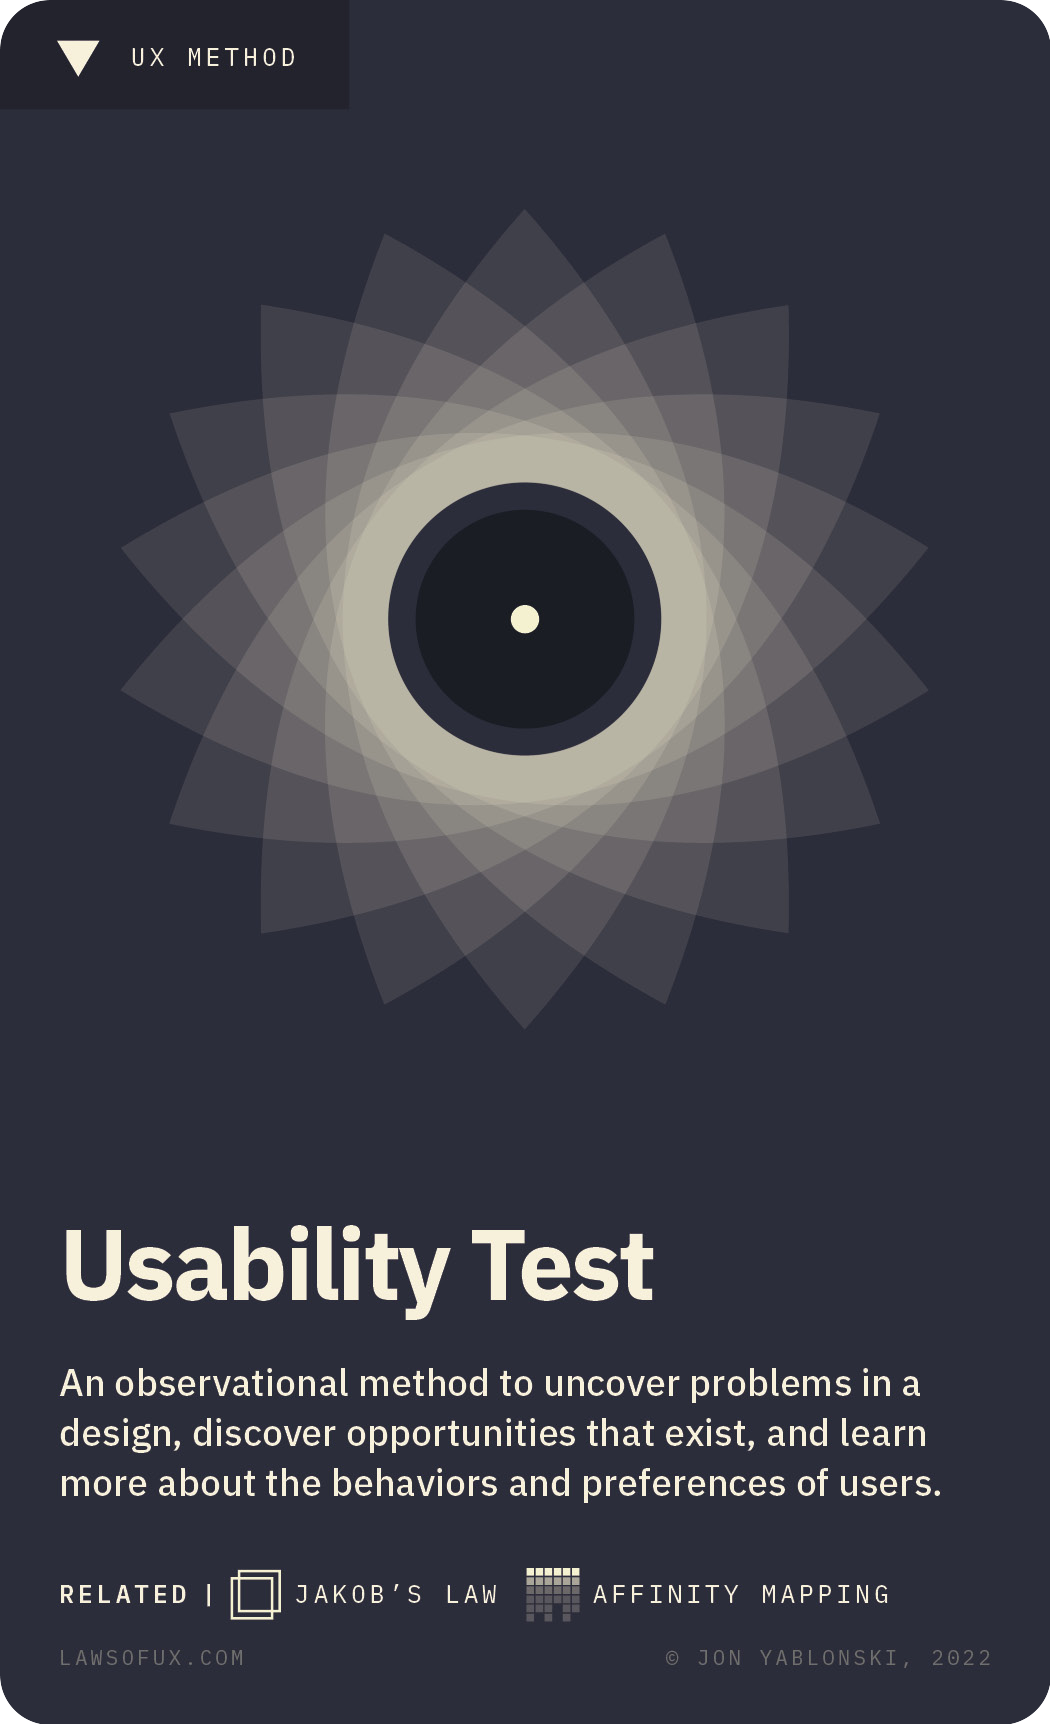 UX METHOD
Usability Test
An observational method to uncover problems in a
design, discover opportunities that exist, and learn
more about the behaviors and preferences of users.
RELATED | JAKOB’S LAW AFFINITY MAPPING
LAWSOFUX.COM © JON YABLONSKI, 2022